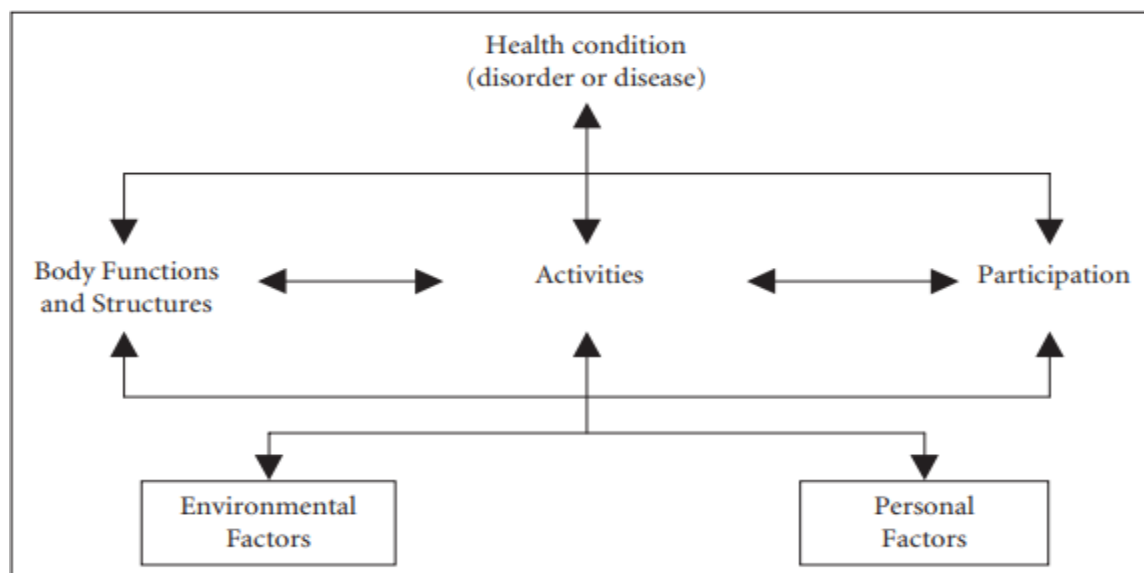 Health condition
(disorder or disease)
Body Functions
and Structures
Activities
Participation
Environmental
Factors
Personal
Factors